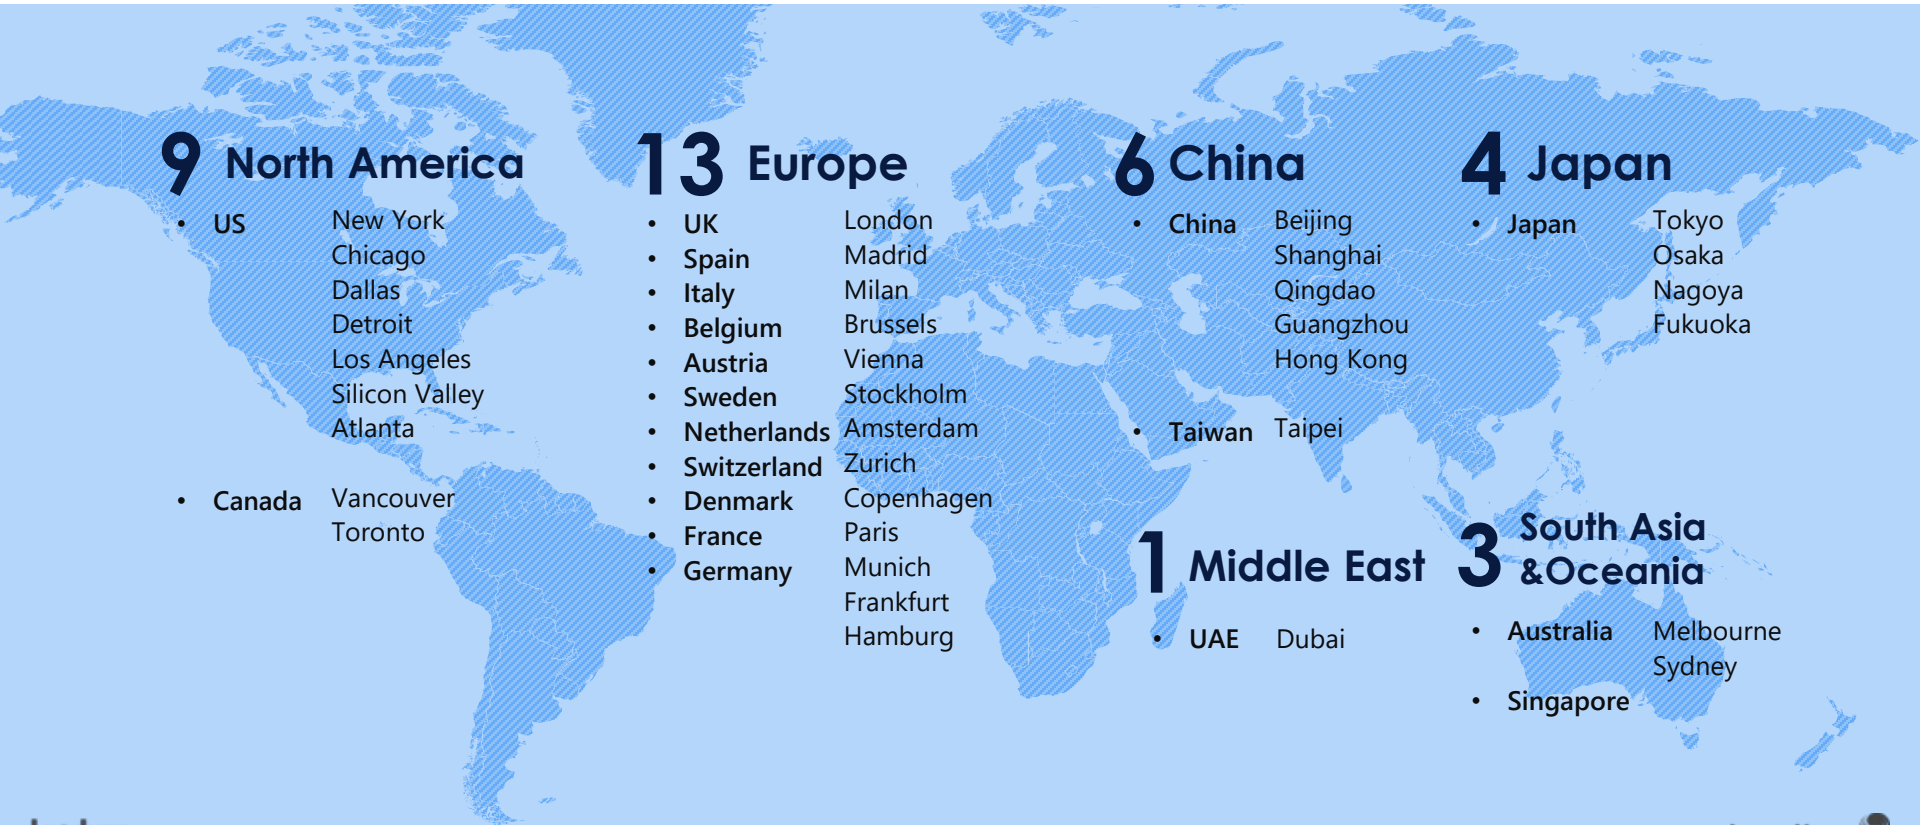 9 North America
• US New York
Chicago
Dallas
Detroit
Los Angeles
Silicon Valley
Atlanta
• Canada Vancouver
Toronto
13 Europe
• UK London
• Spain Madrid
• Italy Milan
• Belgium Brussels
• Austria Vienna
• Sweden Stockholm
• Netherlands Amsterdam
• Switzerland Zurich
• Denmark Copenhagen
• France Paris
• Germany Munich
Frankfurt
Hamburg
6 China
• China Beijing
Shanghai
Qingdao
Guangzhou
Hong Kong
• Taiwan Taipei
4 Japan
• Japan Tokyo
Osaka
Nagoya
Fukuoka
1 Middle East
• UAE Dubai
3 South Asia
&Oceania
• Australia Melbourne
Sydney
• Singapore